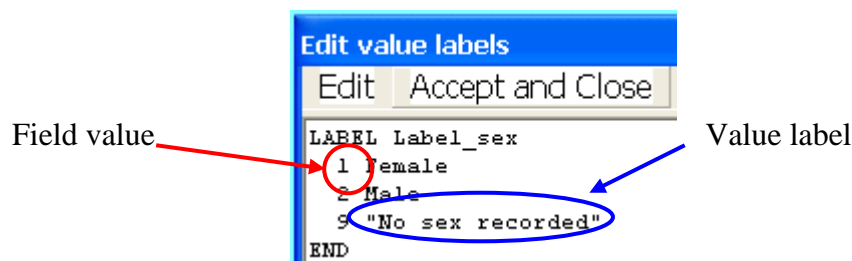 Edit value labels
Edit Accept and Close
Field value
Value label
LABEL Label_sex
1 Female
2 Male
9 "No sex recorded"
END